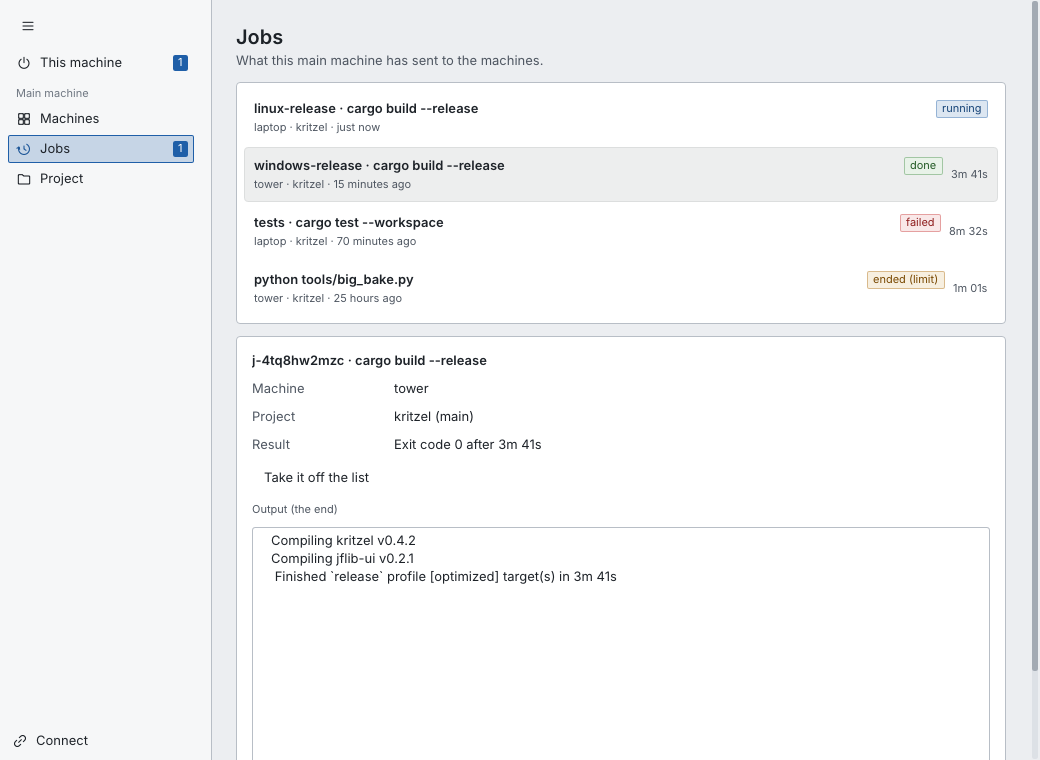 This machine
1
Main machine
Machines
Jobs
1
Project
Connect
Jobs
What this main machine has sent to the machines.
linux-release · cargo build --release
running
laptop · kritzel · just now
windows-release · cargo build --release
done
3m 41s
tower · kritzel · 15 minutes ago
tests · cargo test --workspace
failed
8m 32s
laptop · kritzel · 70 minutes ago
python tools/big_bake.py
ended (limit)
1m 01s
tower · kritzel · 25 hours ago
j-4tq8hw2mzc · cargo build --release
Machine tower
Project kritzel (main)
Result Exit code 0 after 3m 41s
Take it off the list
Output (the end)
Compiling kritzel v0.4.2
Compiling jflib-ui v0.2.1
Finished `release` profile [optimized] target(s) in 3m 41s